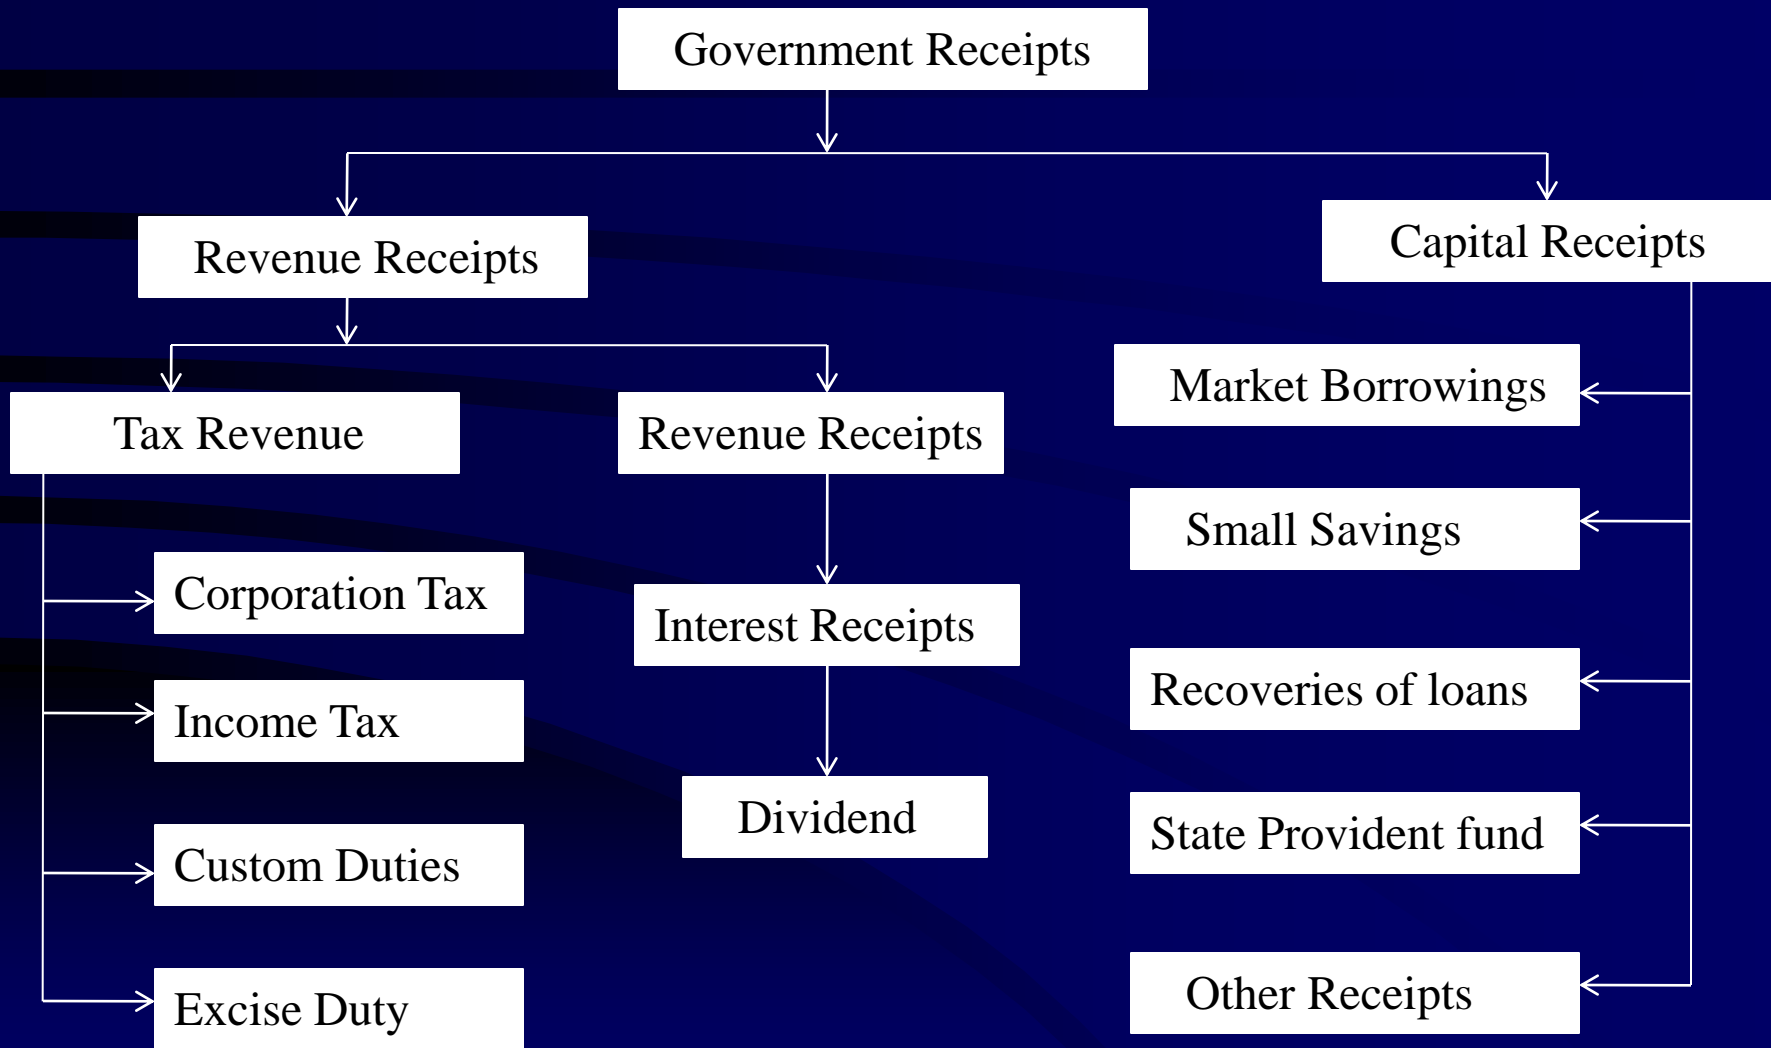 Government Receipts
Revenue Receipts
Capital Receipts
Tax Revenue
Revenue Receipts
Market Borrowings
Small Savings
Corporation Tax
Interest Receipts
Recoveries of loans
Income Tax
Dividend
State Provident fund
Custom Duties
Other Receipts
Excise Duty